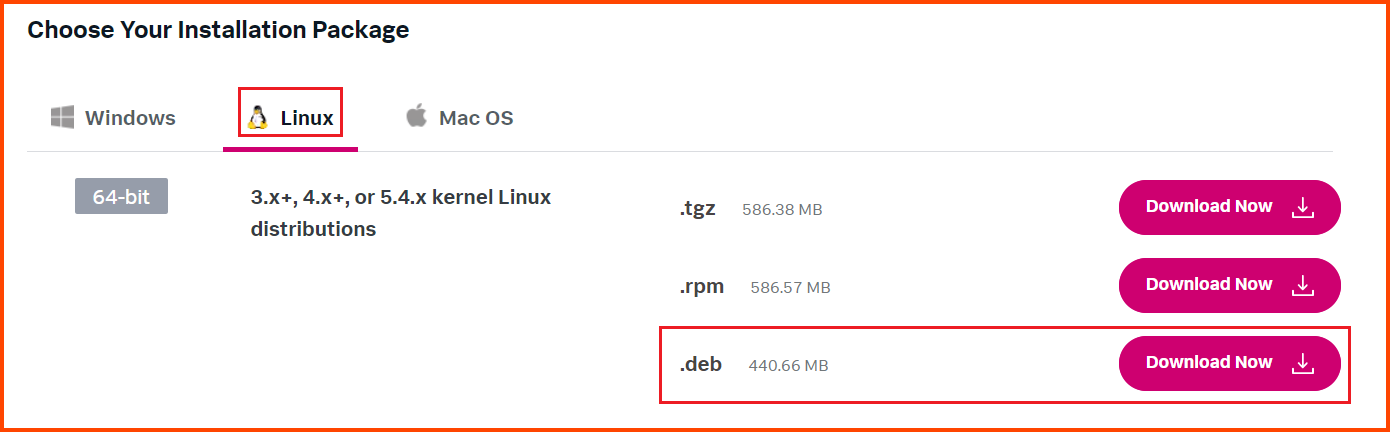 Choose Your Installation Package
Windows
Linux
Mac OS
64-bit
3.x+, 4.x+, or 5.4.x kernel Linux
distributions
.tgz 586.38 MB Download Now
.rpm 586.57 MB Download Now
.deb 440.66 MB Download Now